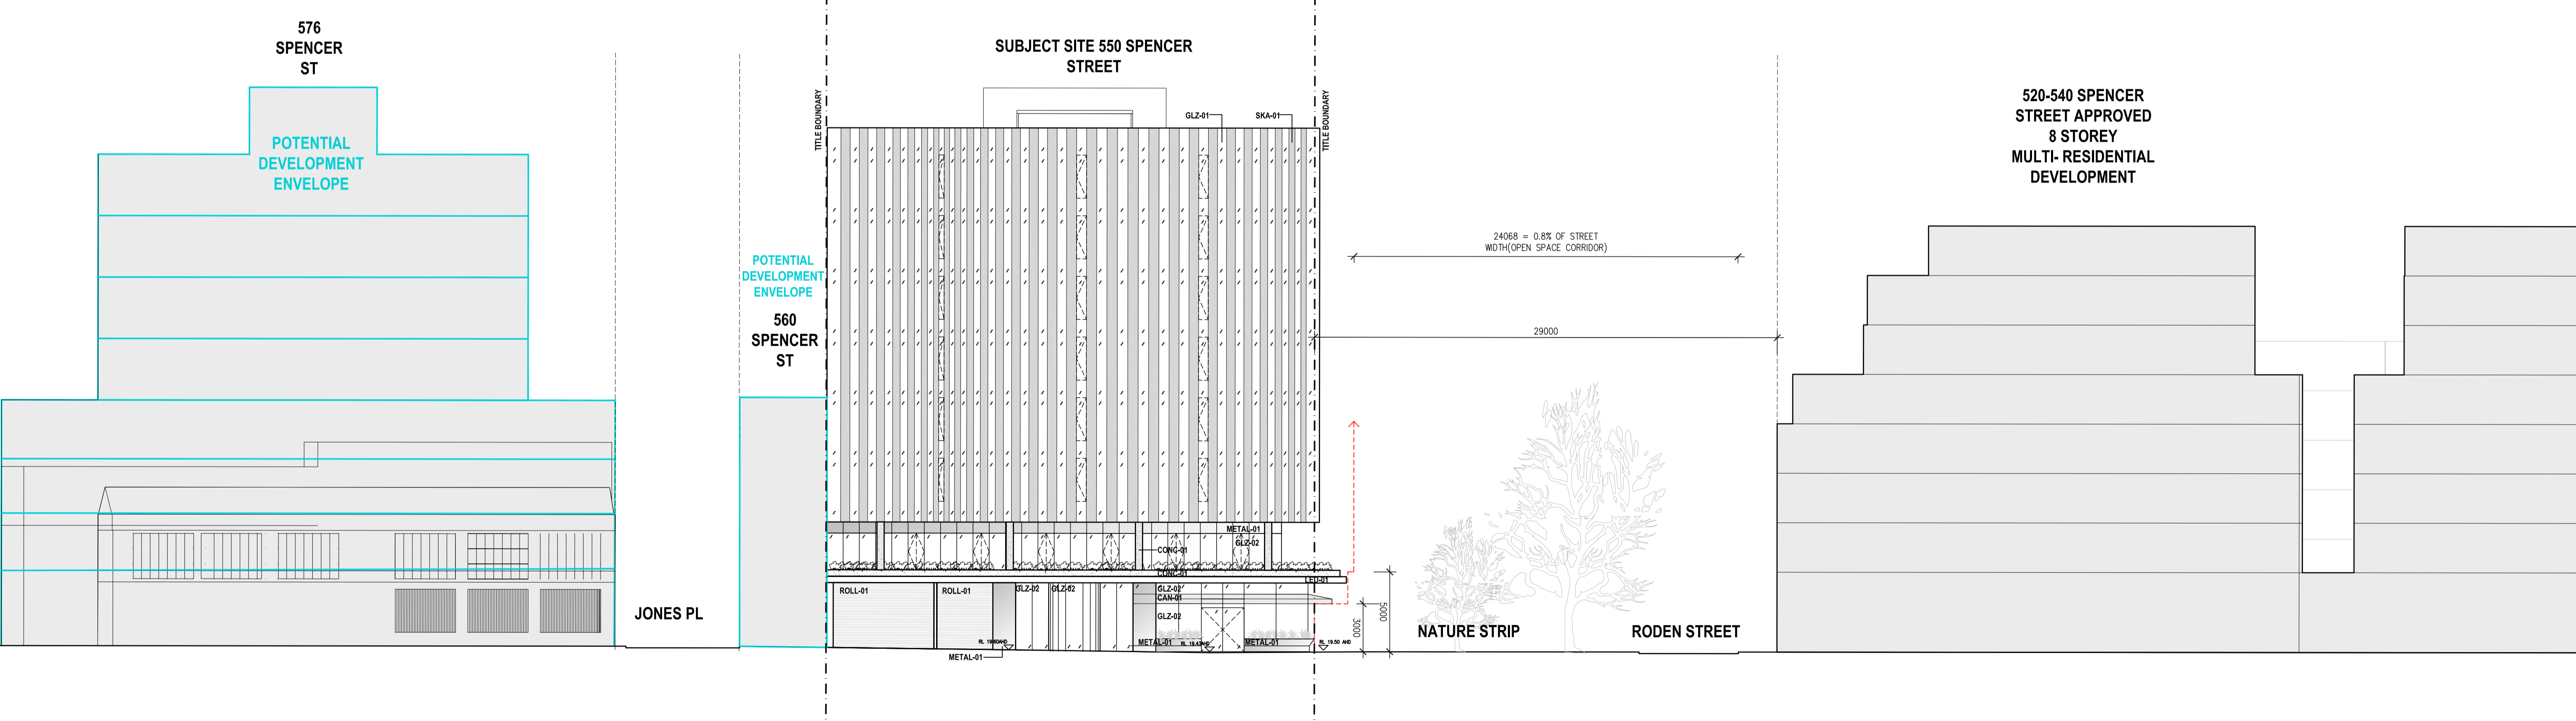 576
SPENCER
ST
POTENTIAL
DEVELOPMENT
ENVELOPE
JONES PL
POTENTIAL
DEVELOPMENT
ENVELOPE
560
SPENCER
ST
TITLE BOUNDARY
SUBJECT SITE 550 SPENCER
STREET
GLZ-01
SKA-01
TITLE BOUNDARY
METAL-01
GLZ-02
CONC-01
CONC-01
LED-01
ROLL-01
ROLL-01
GLZ-02
GLZ-02
GLZ-02
CAN-01
GLZ-02
METAL-01
METAL-01
METAL-01
RL 19.50 AHD
3000
5000
24068 = 0.8% OF STREET
WIDTH(OPEN SPACE CORRIDOR)
29000
NATURE STRIP
RODEN STREET
520-540 SPENCER
STREET APPROVED
8 STOREY
MULTI- RESIDENTIAL
DEVELOPMENT